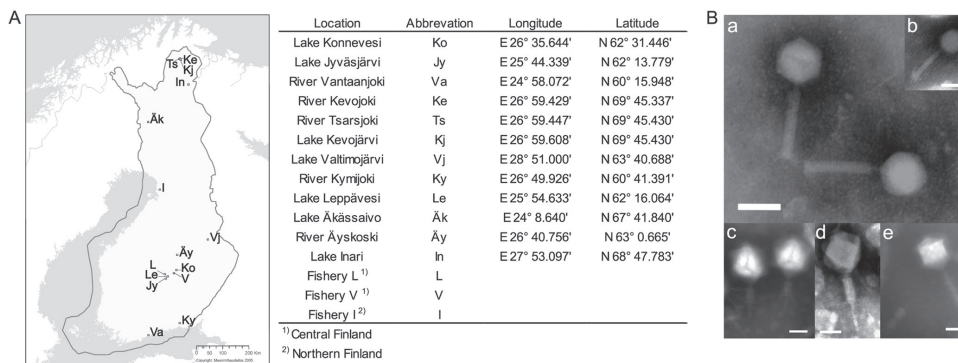 A
Ts
Ke
Kj
In
Äk
I
Vj
Äy
L
Ko
Le
V
Jy
Ky
Va
0 50 100 200 Km
Location Abbrevation Longitude Latitude
Lake Konnevesi Ko E 26° 35.644' N 62° 31.446'
Lake Jyväsjärvi Jy E 25° 44.339' N 62° 13.779'
River Vantaanjoki Va E 24° 58.072' N 60° 15.948'
River Kevojoki Ke E 26° 59.429' N 69° 45.337'
River Tsarsjoki Ts E 26° 59.447' N 69° 45.430'
Lake Kevojärvi Kj E 26° 59.608' N 69° 45.430'
Lake Valtimojärvi Vj E 28° 51.000' N 63° 40.688'
River Kymijoki Ky E 26° 49.926' N 60° 41.391'
Lake Leppävesi Le E 25° 54.633' N 62° 16.064'
Lake Äkässaivo Äk E 24° 8.640' N 67° 41.840'
River Äyskoski Äy E 26° 40.756' N 63° 0.665'
Lake Inari In E 27° 53.097' N 68° 47.783'
Fishery L 1) L
Fishery V 1) V
Fishery I 2) I
1) Central Finland
2) Northern Finland
B
a
b
c
d
e